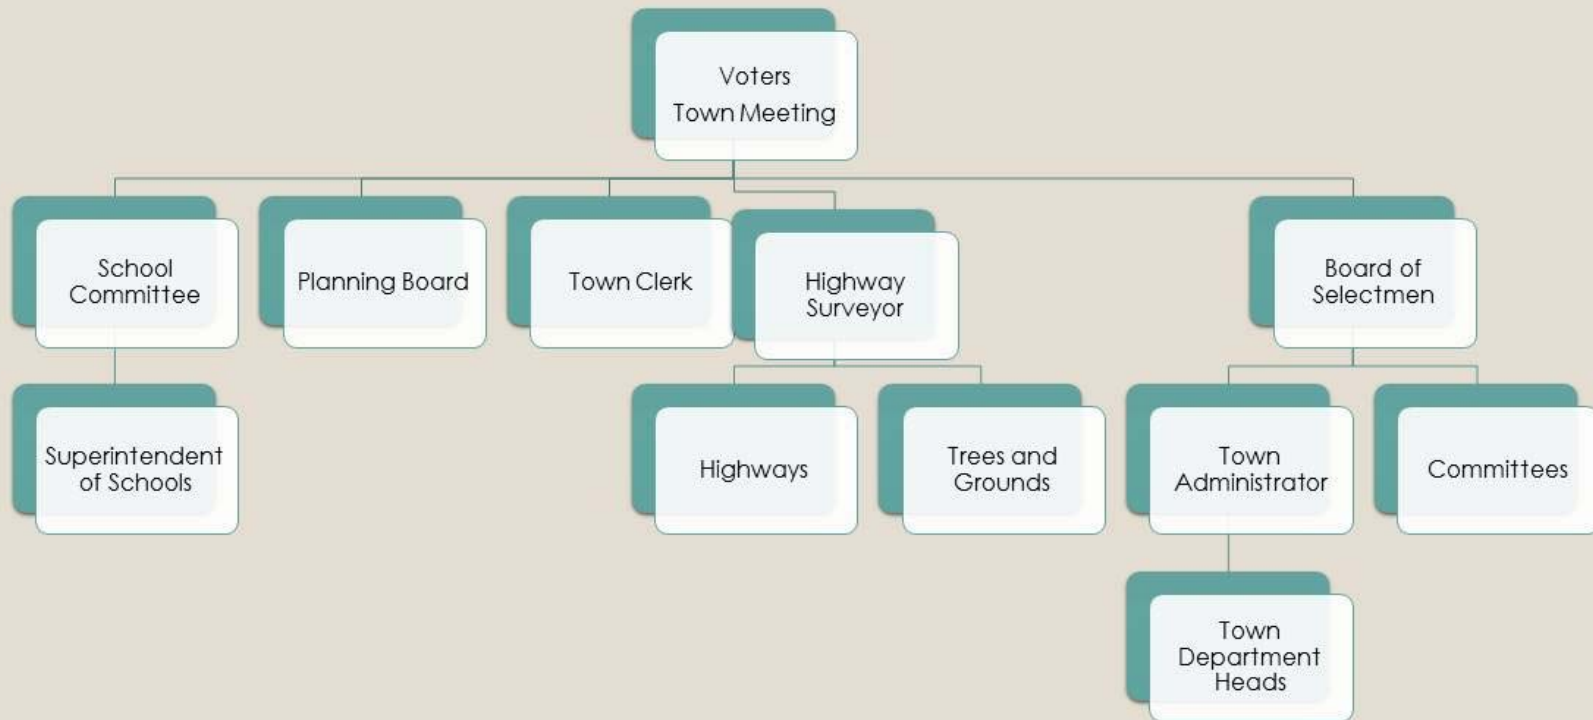 Voters
Town Meeting
School
Committee
Planning Board
Town Clerk
Highway
Surveyor
Board of
Selectmen
Superintendent
of Schools
Highways
Trees and
Grounds
Town
Administrator
Committees
Town
Department
Heads